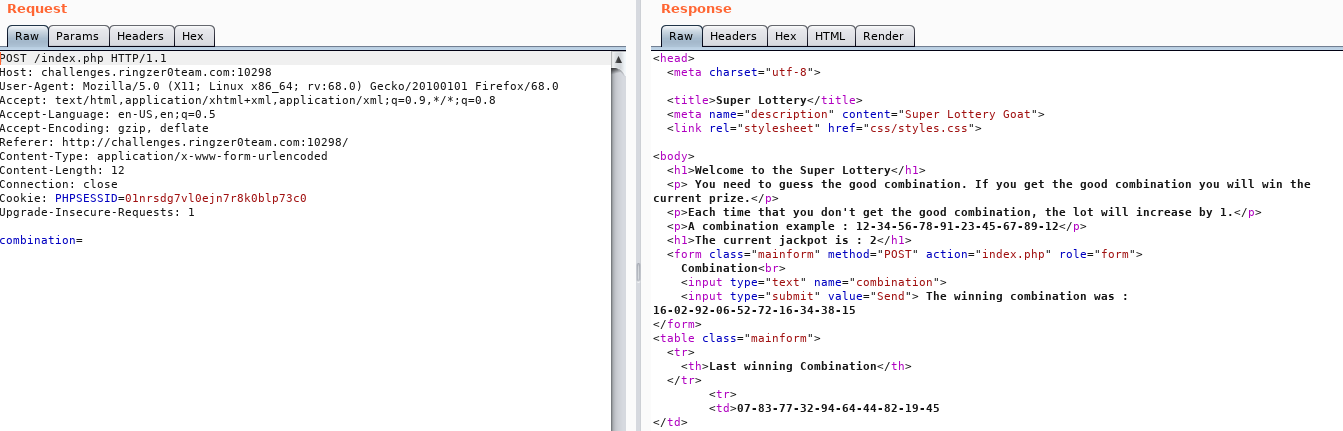 Request
Raw Params Headers Hex
POST /index.php HTTP/1.1
Host: challenges.ringzer0team.com:10298
User-Agent: Mozilla/5.0 (X11; Linux x86_64; rv:68.0) Gecko/20100101 Firefox/68.0
Accept: text/html,application/xhtml+xml,application/xml;q=0.9,*/*;q=0.8
Accept-Language: en-US,en;q=0.5
Accept-Encoding: gzip, deflate
Referer: http://challenges.ringzer0team.com:10298/
Content-Type: application/x-www-form-urlencoded
Content-Length: 12
Connection: close
Cookie: PHPSESSID=01nrsdg7vl0ejn7r8k0blp73c0
Upgrade-Insecure-Requests: 1
combination=
Response
Raw Headers Hex HTML Render
<head>
<meta charset="utf-8">
<title>Super Lottery</title>
<meta name="description" content="Super Lottery Goat">
<link rel="stylesheet" href="css/styles.css">
<body>
<h1>Welcome to the Super Lottery</h1>
<p> You need to guess the good combination. If you get the good combination you will win the
current prize.</p>
<p>Each time that you don't get the good combination, the lot will increase by 1.</p>
<p>A combination example : 12-34-56-78-91-23-45-67-89-12</p>
<h1>The current jackpot is : 2</h1>
<form class="mainform" method="POST" action="index.php" role="form">
Combination<br>
<input type="text" name="combination">
<input type="submit" value="Send"> The winning combination was :
16-02-92-06-52-72-16-34-38-15
</form>
<table class="mainform">
<tr>
<th>Last winning Combination</th>
</tr>
<tr>
<td>07-83-77-32-94-64-44-82-19-45
</td>